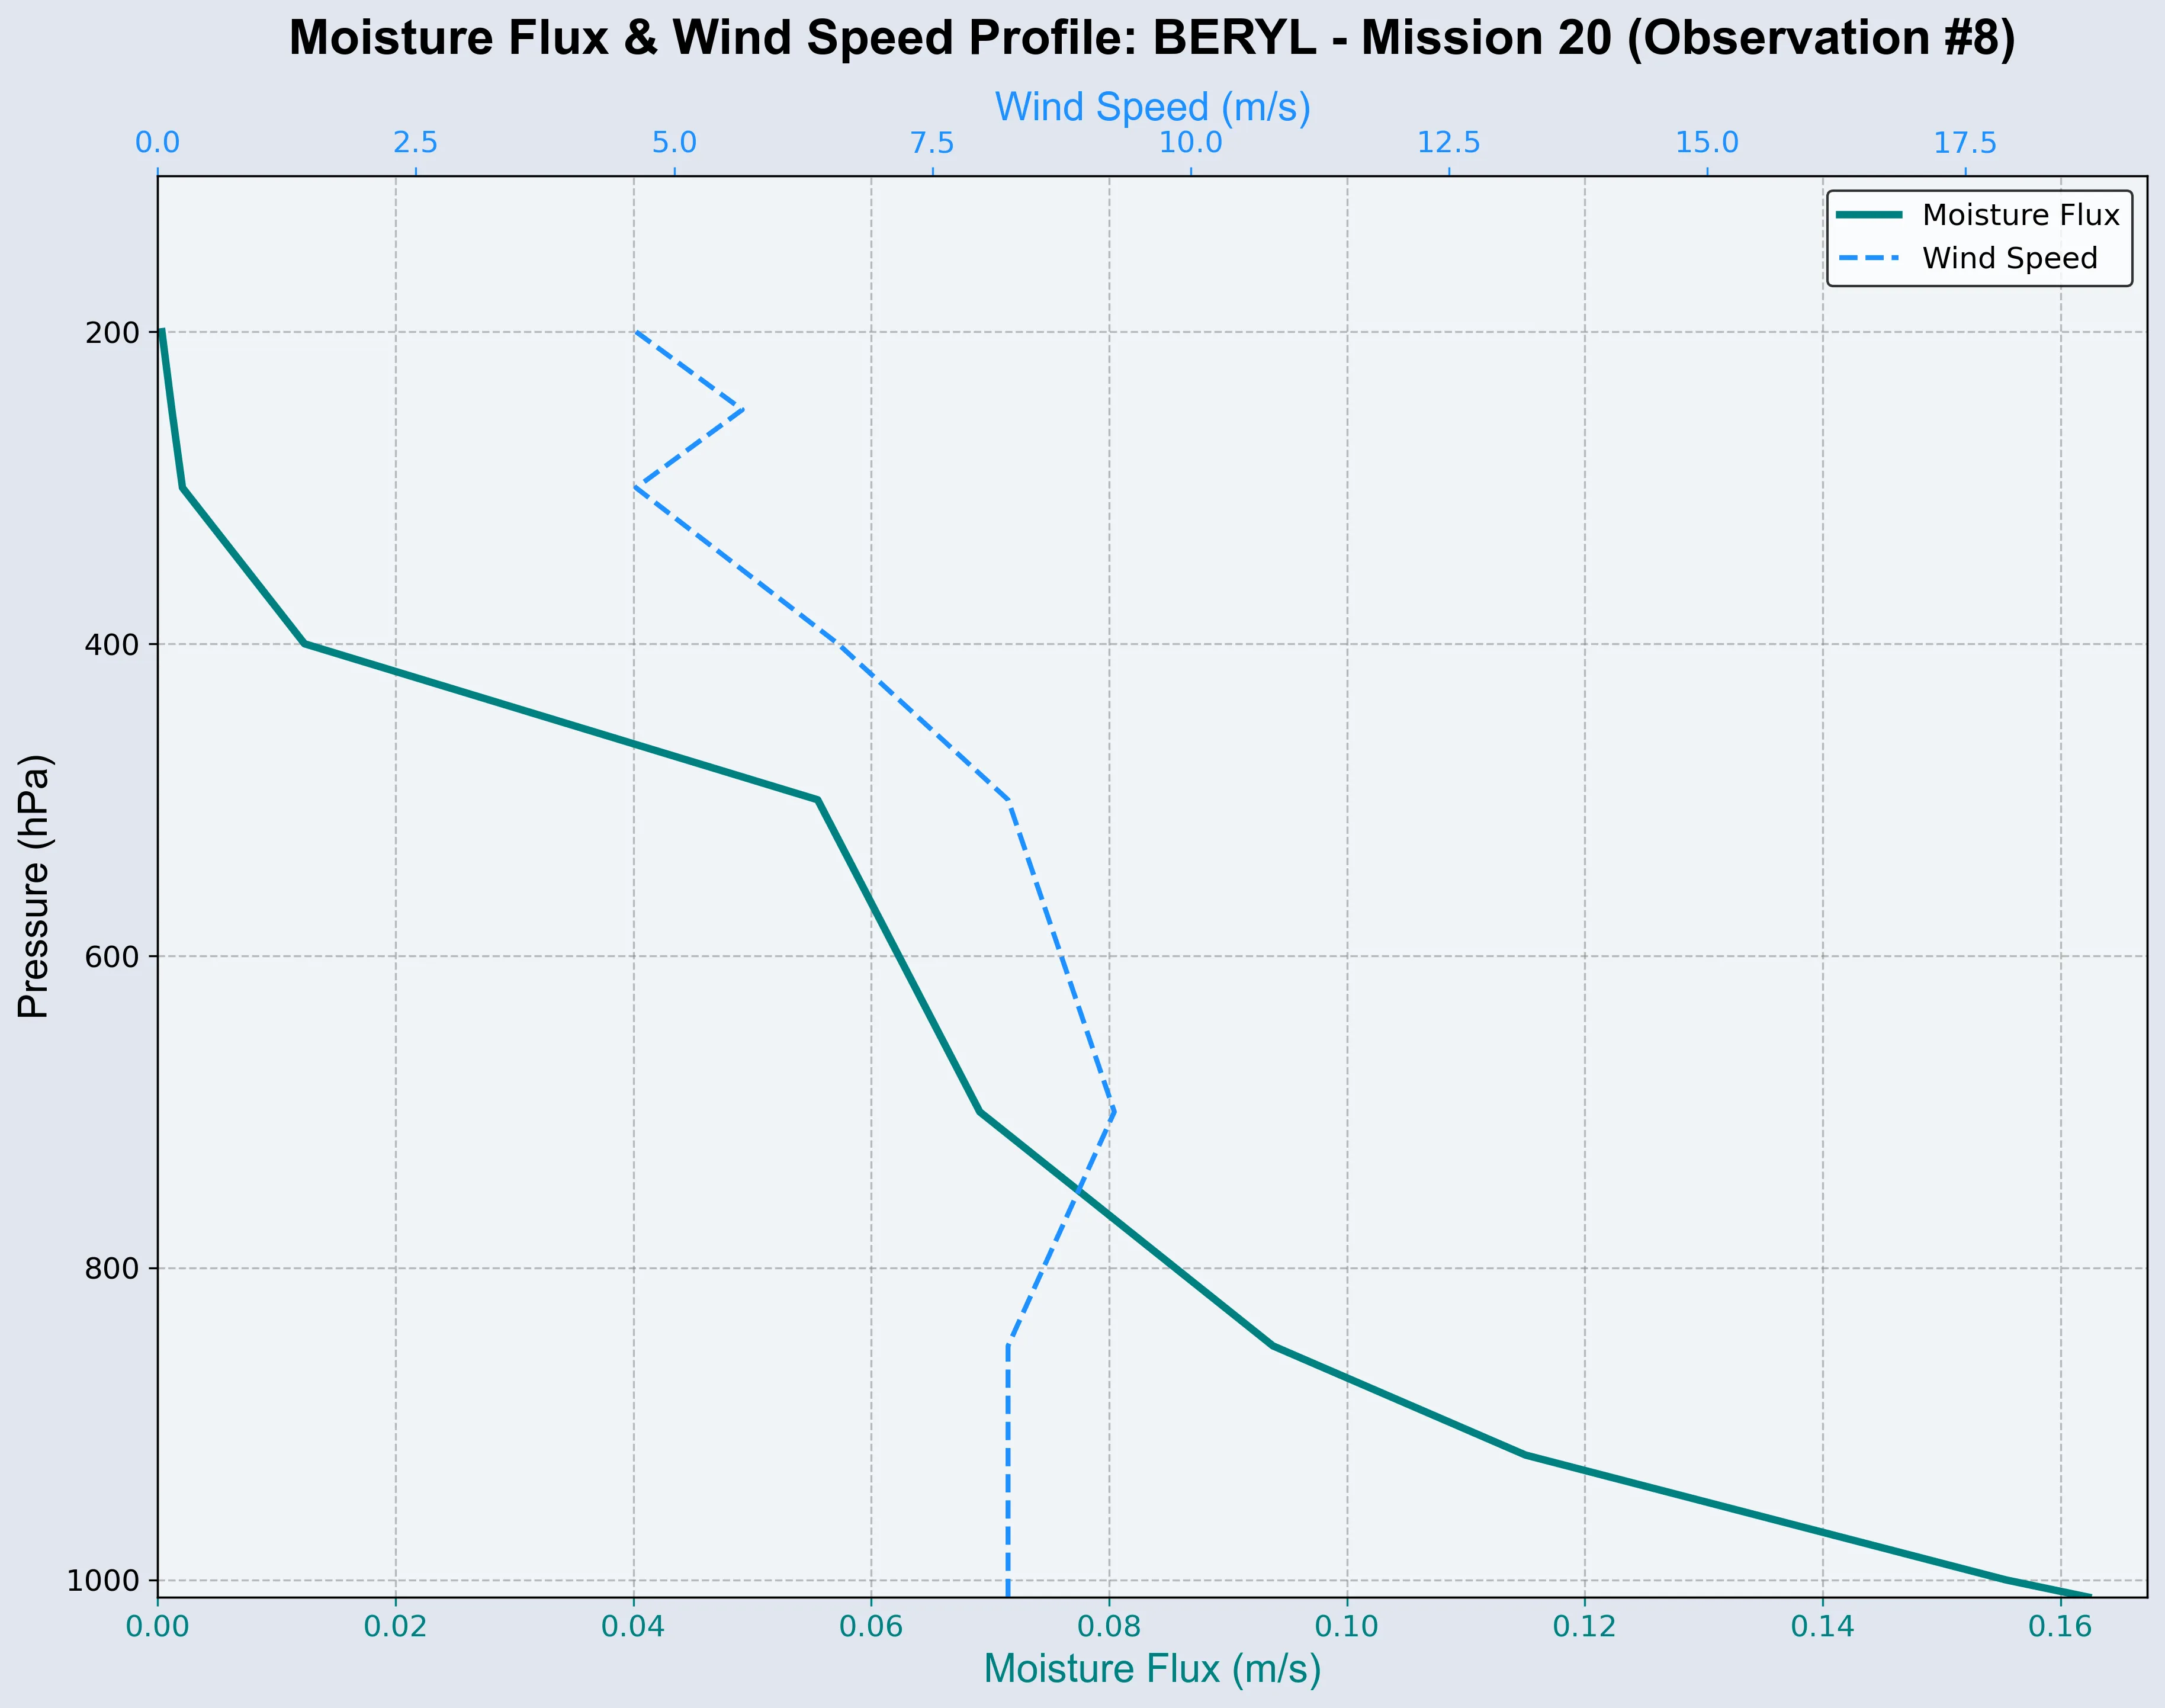 Moisture Flux & Wind Speed Profile: BERYL - Mission 20 (Observation #8)
Wind Speed (m/s)
0.0 2.5 5.0 7.5 10.0 12.5 15.0 17.5
Moisture Flux
Wind Speed
Pressure (hPa)
200
400
600
800
1000
0.00 0.02 0.04 0.06 0.08 0.10 0.12 0.14 0.16
Moisture Flux (m/s)